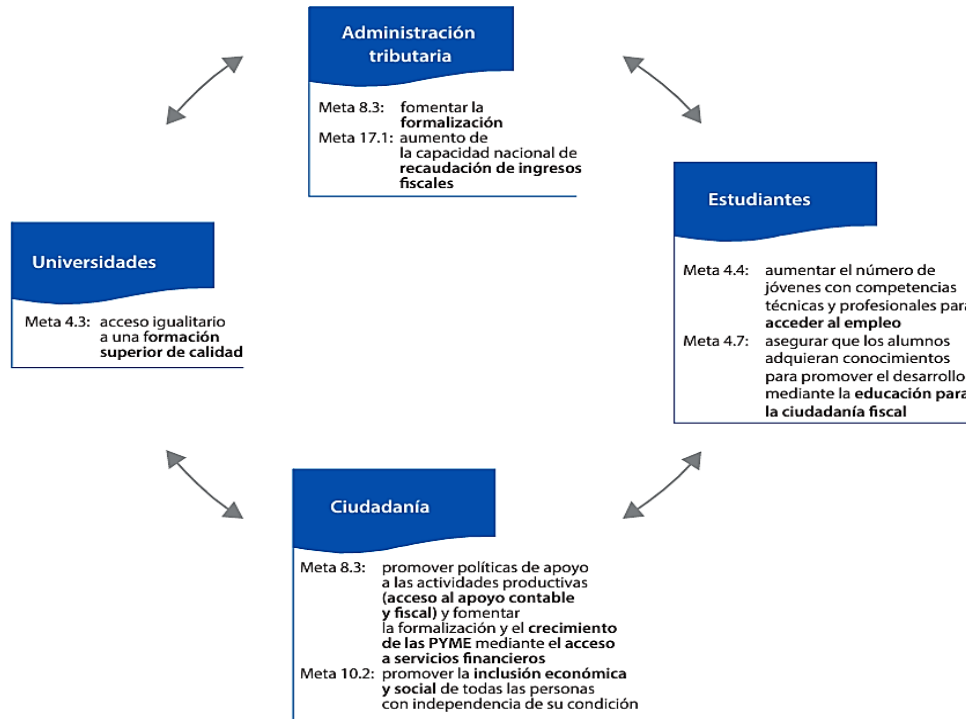 Administración
tributaria
Meta 8.3: fomentar la
formalización
Meta 17.1: aumento de
la capacidad nacional de
recaudación de ingresos
fiscales
Estudiantes
Meta 4.4: aumentar el número de
jóvenes con competencias
técnicas y profesionales para
acceder al empleo
Meta 4.7: asegurar que los alumnos
adquieran conocimientos
para promover el desarrollo
mediante la educación para
la ciudadanía fiscal
Universidades
Meta 4.3: acceso igualitario
a una formación
superior de calidad
Ciudadanía
Meta 8.3: promover políticas de apoyo
a las actividades productivas
(acceso al apoyo contable
y fiscal) y fomentar
la formalización y el crecimiento
de las PYME mediante el acceso
a servicios financieros
Meta 10.2: promover la inclusión económica
y social de todas las personas
con independencia de su condición